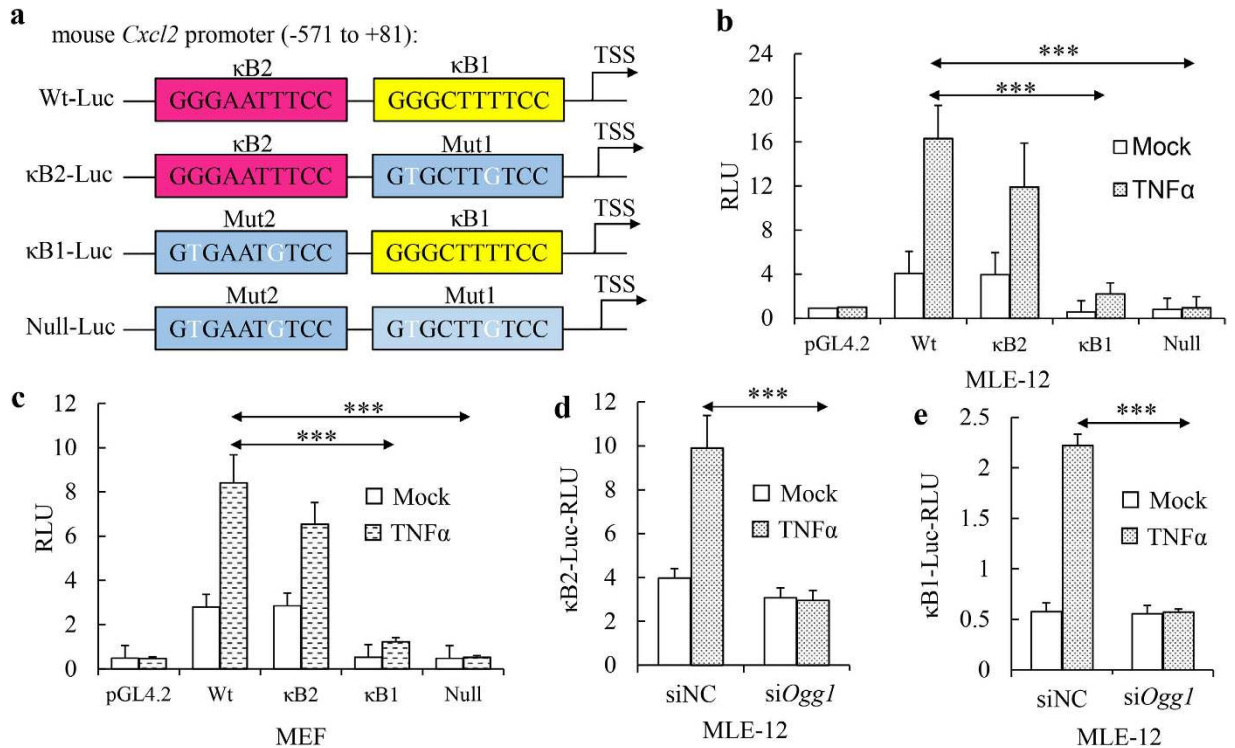 a
mouse Cxcl2 promoter (-571 to +81):
κB2 κB1 TSS
Wt-Luc GGGAATTTCC GGGCTTTTCC
κB2 Mut1 TSS
κB2-Luc GGGAATTTCC GTGCTTGTCC
Mut2 κB1 TSS
κB1-Luc GTGAATGTCC GGGCTTTTCC
Mut2 Mut1 TSS
Null-Luc GTGAATGTCC GTGCTTGTCC
b
RLU
24
20
16
12
8
4
0
***
***
Mock
TNFα
pGL4.2 Wt κB2 κB1 Null
MLE-12
c
RLU
12
10
8
6
4
2
0
***
***
Mock
TNFα
pGL4.2 Wt κB2 κB1 Null
MEF
d
κB2-Luc-RLU
12
10
8
6
4
2
0
***
Mock
TNFα
siNC siOgg1
MLE-12
e
κB1-Luc-RLU
2.5
2
1.5
1
0.5
0
***
Mock
TNFα
siNC siOgg1
MLE-12